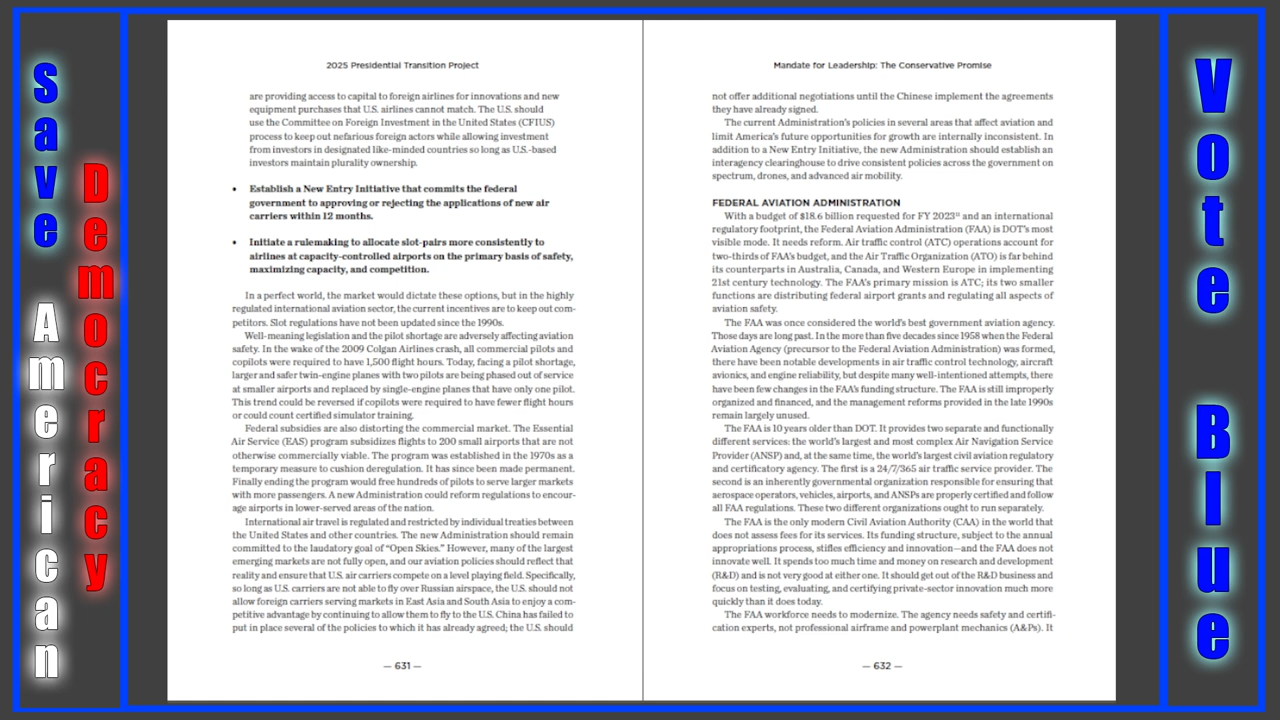 Save
American
Democracy
2025 Presidential Transition Project
are providing access to capital to foreign airlines for innovations and new
equipment purchases that U.S. airlines cannot match. The U.S. should
use the Committee on Foreign Investment in the United States (CFIUS)
process to keep out nefarious foreign actors while allowing investment
from investors in designated like-minded countries so long as U.S.-based
investors maintain plurality ownership.
• Establish a New Entry Initiative that commits the federal
government to approving or rejecting the applications of new air
carriers within 12 months.
• Initiate a rulemaking to allocate slot-pairs more consistently to
airlines at capacity-controlled airports on the primary basis of safety,
maximizing capacity, and competition.
In a perfect world, the market would dictate these options, but in the highly
regulated international aviation sector, the current incentives are to keep out com-
petitors. Slot regulations have not been updated since the 1990s.
Well-meaning legislation and the pilot shortage are adversely affecting aviation
safety. In the wake of the 2009 Colgan Airlines crash, all commercial pilots and
copilots were required to have 1,500 flight hours. Today, facing a pilot shortage,
larger and safer twin-engine planes with two pilots are being phased out of service
at smaller airports and replaced by single-engine planes that have only one pilot.
This trend could be reversed if copilots were required to have fewer flight hours
or could count certified simulator training.
Federal subsidies are also distorting the commercial market. The Essential
Air Service (EAS) program subsidizes flights to 200 small airports that are not
otherwise commercially viable. The program was established in the 1970s as a
temporary measure to cushion deregulation. It has since been made permanent.
Finally ending the program would free hundreds of pilots to serve larger markets
with more passengers. A new Administration could reform regulations to encour-
age airports in lower-served areas of the nation.
International air travel is regulated and restricted by individual treaties between
the United States and other countries. The new Administration should remain
committed to the laudatory goal of “Open Skies.” However, many of the largest
emerging markets are not fully open, and our aviation policies should reflect that
reality and ensure that U.S. air carriers compete on a level playing field. Specifically,
so long as U.S. carriers are not able to fly over Russian airspace, the U.S. should not
allow foreign carriers serving markets in East Asia and South Asia to enjoy a com-
petitive advantage by continuing to allow them to fly to the U.S. China has failed to
put in place several of the policies to which it has already agreed; the U.S. should
— 631 —
Mandate for Leadership: The Conservative Promise
not offer additional negotiations until the Chinese implement the agreements
they have already signed.
The current Administration’s policies in several areas that affect aviation and
limit America’s future opportunities for growth are internally inconsistent. In
addition to a New Entry Initiative, the new Administration should establish an
interagency clearinghouse to drive consistent policies across the government on
spectrum, drones, and advanced air mobility.
FEDERAL AVIATION ADMINISTRATION
With a budget of $18.6 billion requested for FY 2023 and an international
regulatory footprint, the Federal Aviation Administration (FAA) is DOT’s most
visible mode. It needs reform. Air traffic control (ATC) operations account for
two-thirds of FAA’s budget, and the Air Traffic Organization (ATO) is far behind
its counterparts in Australia, Canada, and Western Europe in implementing
21st century technology. The FAA’s primary mission is ATC; its two smaller
functions are distributing federal airport grants and regulating all aspects of
aviation safety.
The FAA was once considered the world’s best government aviation agency.
Those days are long past. In the more than five decades since 1958 when the Federal
Aviation Agency (precursor to the Federal Aviation Administration) was formed,
there have been notable developments in air traffic control technology, aircraft
avionics, and engine reliability, but despite many well-intentioned attempts, there
have been few changes in the FAA’s funding structure. The FAA is still improperly
organized and financed, and the management reforms provided in the late 1990s
remain largely unused.
The FAA is 10 years older than DOT. It provides two separate and functionally
different services: the world’s largest and most complex Air Navigation Service
Provider (ANSP) and, at the same time, the world’s largest civil aviation regulatory
and certificatory agency. The first is a 24/7/365 air traffic service provider. The
second is an inherently governmental organization responsible for ensuring that
aerospace operators, vehicles, airports, and ANSPs are properly certified and follow
all FAA regulations. These two different organizations ought to run separately.
The FAA is the only modern Civil Aviation Authority (CAA) in the world that
does not assess fees for its services. Its funding structure, subject to the annual
appropriations process, stifles efficiency and innovation—and the FAA does not
innovate well. It spends too much time and money on research and development
(R&D) and is not very good at either one. It should get out of the R&D business and
focus on testing, evaluating, and certifying private-sector innovation much more
quickly than it does today.
The FAA workforce needs to modernize. The agency needs safety and certifi-
cation experts, not professional airframe and powerplant mechanics (A&Ps). It
— 632 —
Vote
Blue